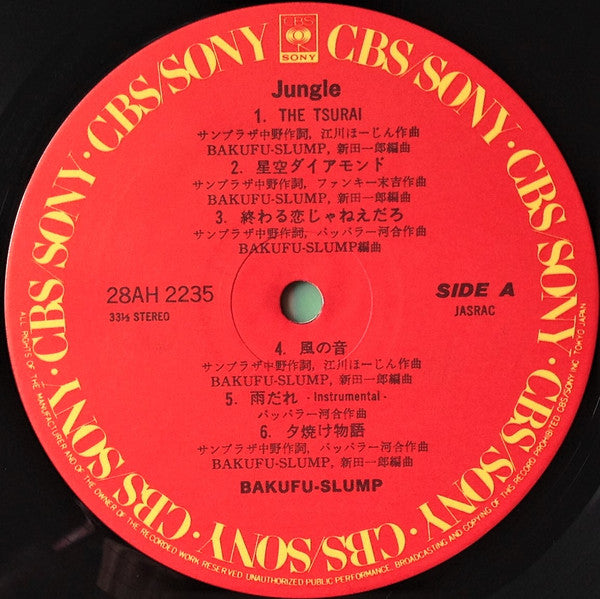 CBS
SONY
CBS/SONY · CBS/SONY · CBS/SONY · CBS/SONY · CBS/SONY · CBS/SONY
Jungle
1. THE TSURAI
サンプラザ中野作詞, 江川ほーじん作曲
BAKUFU-SLUMP, 新田一郎編曲
2. 星空ダイアモンド
サンプラザ中野作詞, ファンキー末吉作曲
BAKUFU-SLUMP, 新田一郎編曲
3. 終わる恋じゃねえだろ
サンプラザ中野作詞, パッパラー河合作曲
BAKUFU-SLUMP編曲
28AH 2235
33⅓ STEREO
SIDE A
JASRAC
4. 風の音
サンプラザ中野作詞, 江川ほーじん作曲
BAKUFU-SLUMP, 新田一郎編曲
5. 雨だれ - Instrumental -
パッパラー河合作曲
6. 夕焼け物語
サンプラザ中野作詞, パッパラー河合作曲
BAKUFU-SLUMP, 新田一郎編曲
BAKUFU-SLUMP
ALL RIGHTS OF THE MANUFACTURER AND OF THE OWNER OF THE RECORDED WORK RESERVED UNAUTHORIZED PUBLIC PERFORMANCE, BROADCASTING AND COPYING OF THIS RECORD PROHIBITED CBS/SONY INC. TOKYO JAPAN